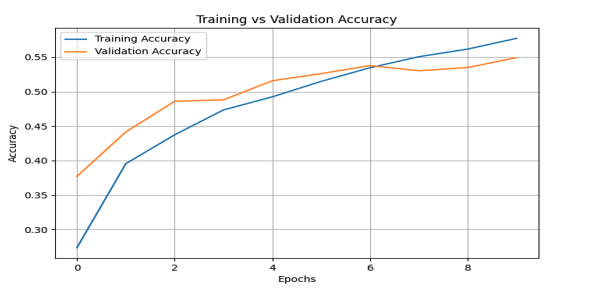 Training vs Validation Accuracy
Training Accuracy
Validation Accuracy
0.55
0.50
0.45
0.40
0.35
0.30
Accuracy
0 2 4 6 8
Epochs